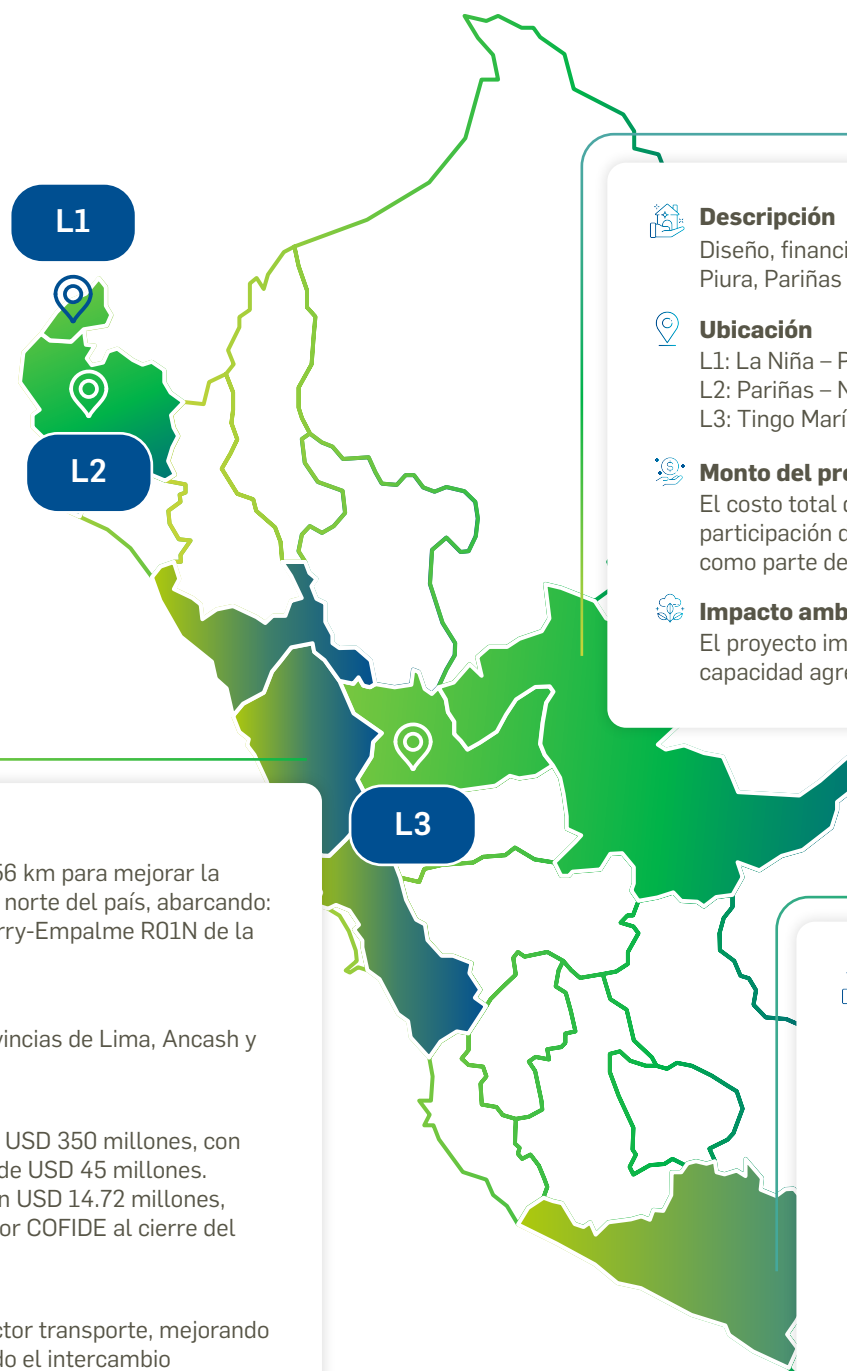 L1
L2
L3
Descripción
Diseño, financi
Piura, Pariñas
Ubicación
L1: La Niña – P
L2: Pariñas – N
L3: Tingo Marí
Monto del pro
El costo total
participación
como parte de
Impacto amb
El proyecto im
capacidad agre
56 km para mejorar la
norte del país, abarcando:
rry-Empalme R01N de la
vincias de Lima, Ancash y
USD 350 millones, con
de USD 45 millones.
n USD 14.72 millones,
or COFIDE al cierre del
ctor transporte, mejorando
do el intercambio